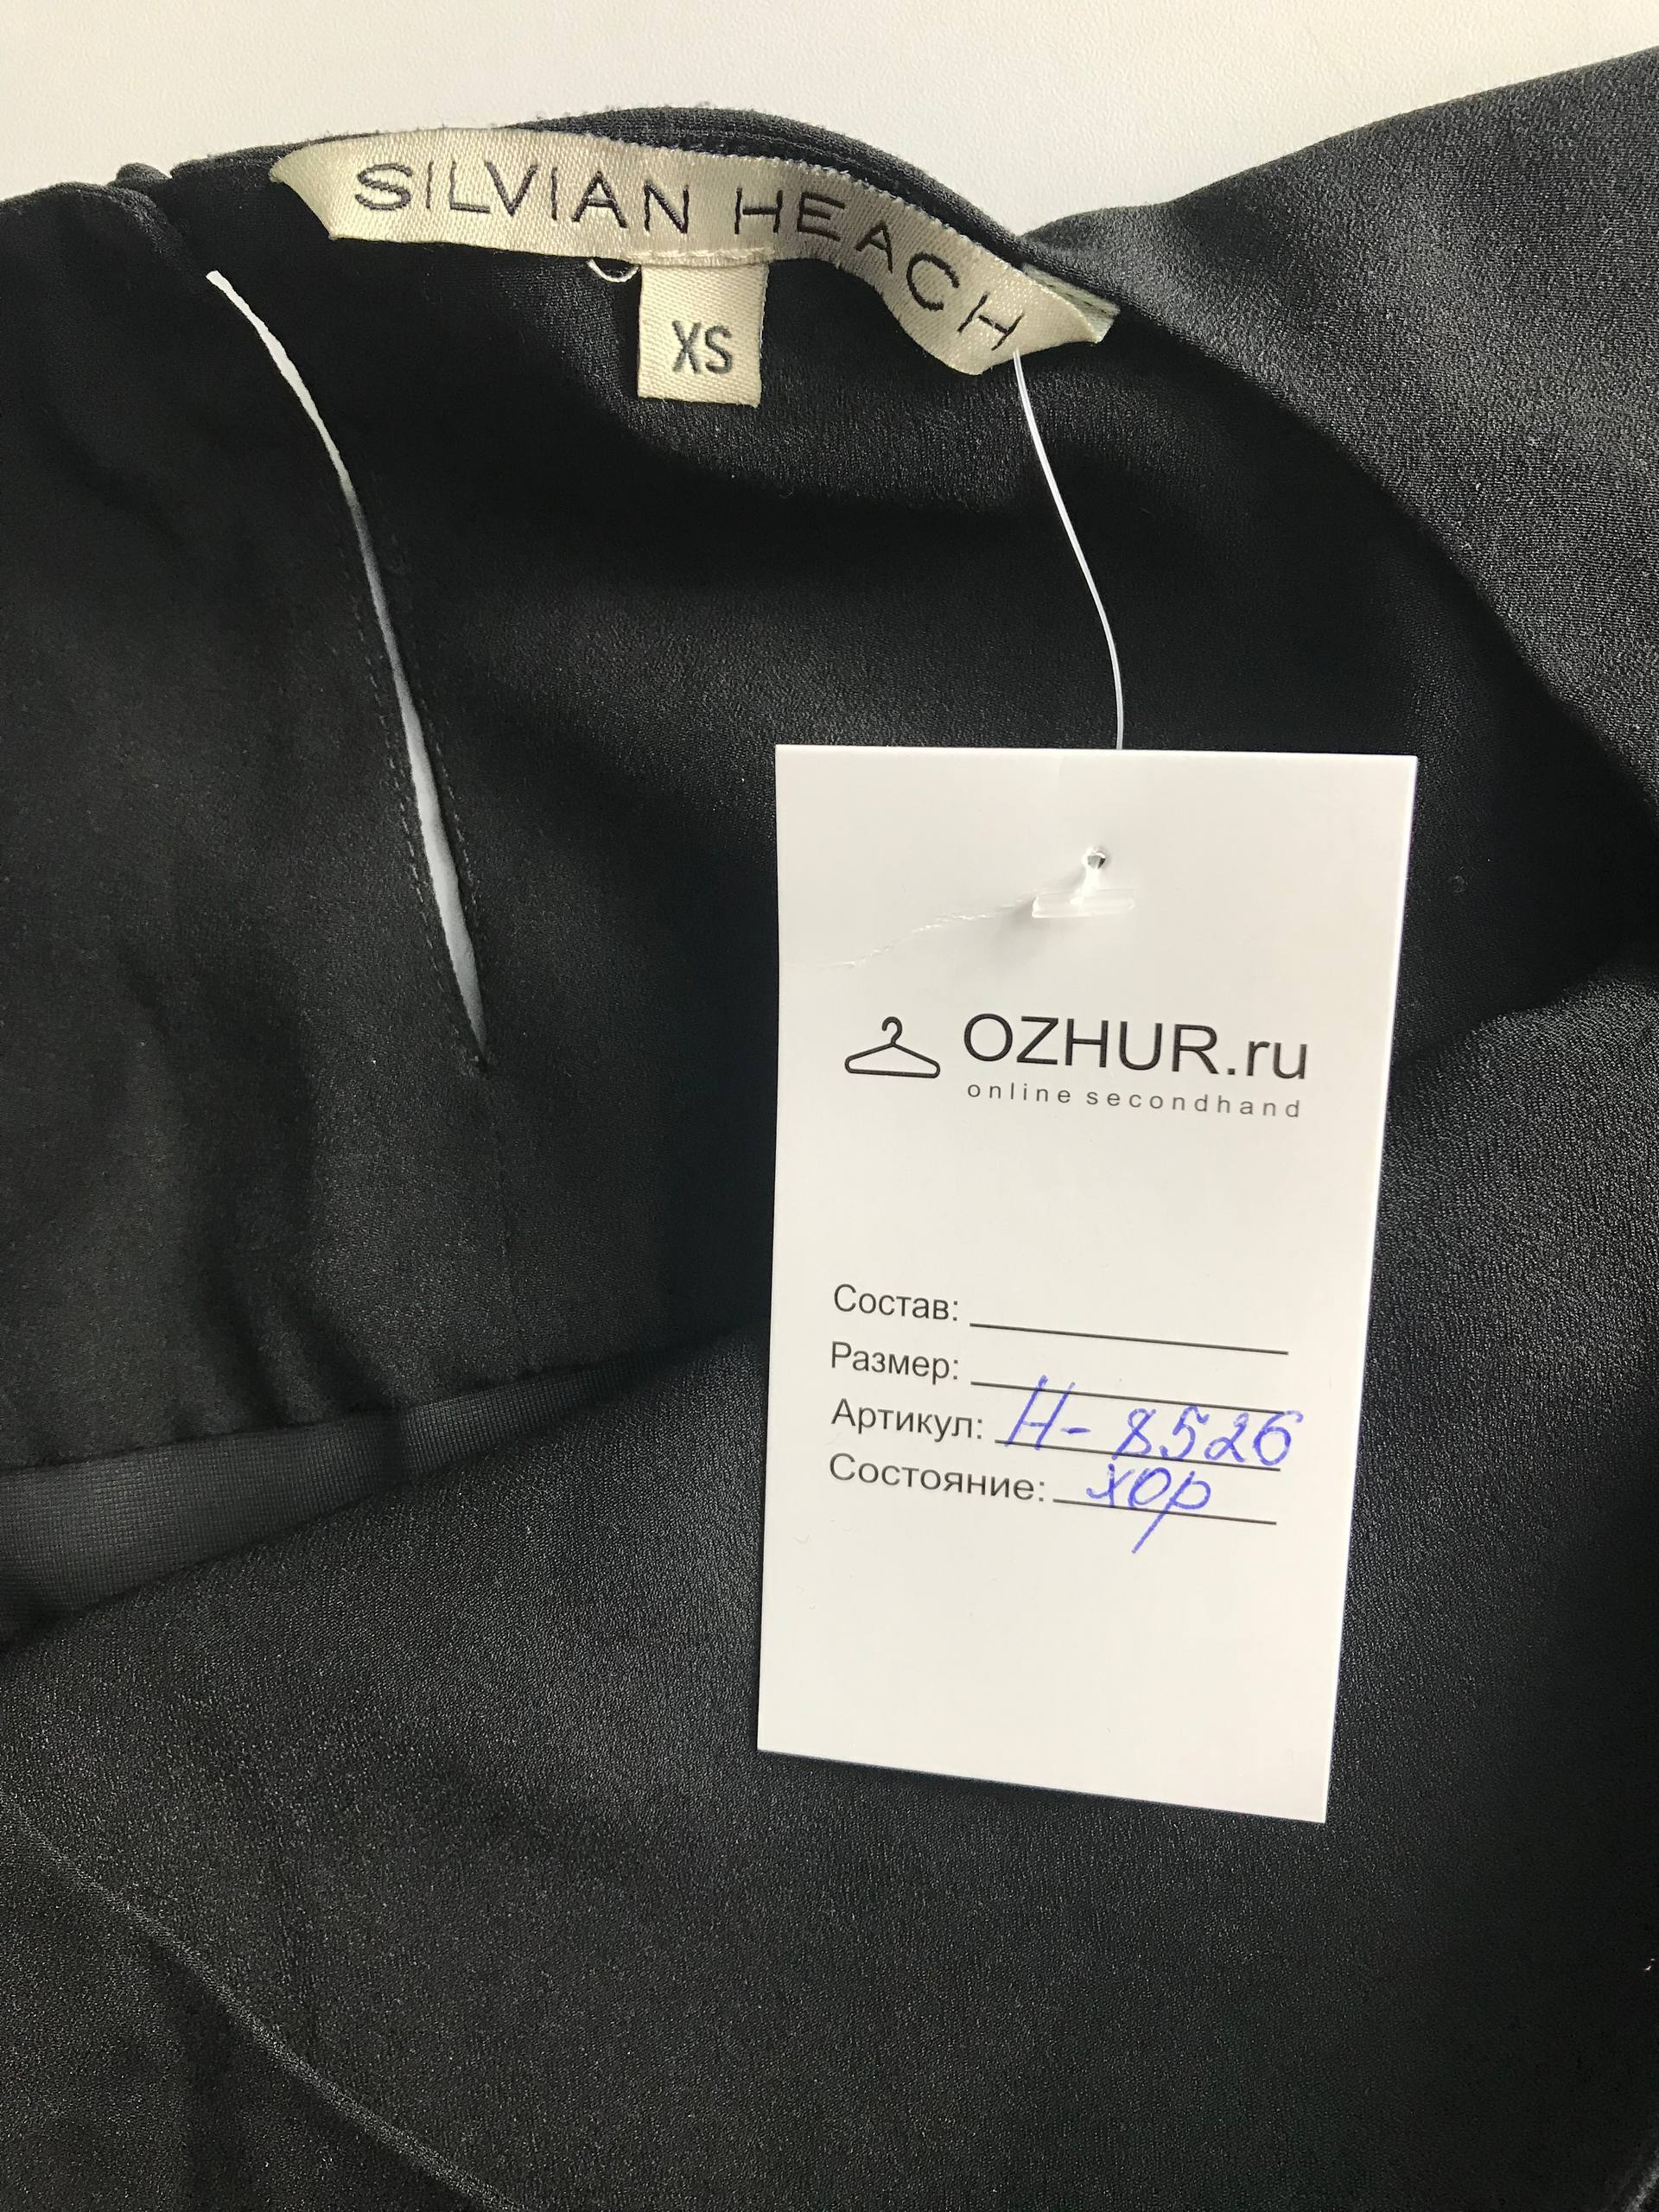 SILVIAN HEACH
XS
OZHUR.ru
online secondhand
Состав:
Размер:
Артикул: Н-8526
Состояние: хор